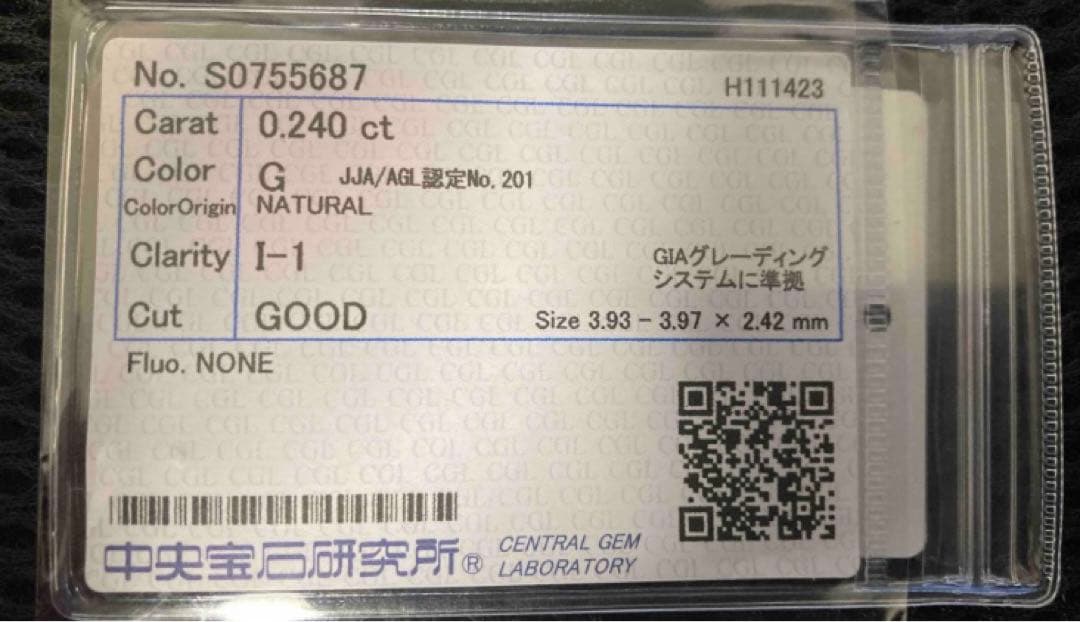 No. S0755687
H111423
Carat 0.240 ct
Color G JJA/AGL認定No.201
ColorOrigin NATURAL
Clarity I-1
GIAグレーディング
システムに準拠
Cut GOOD Size 3.93 - 3.97 × 2.42 mm
Fluo. NONE
中央宝石研究所® CENTRAL GEM
LABORATORY